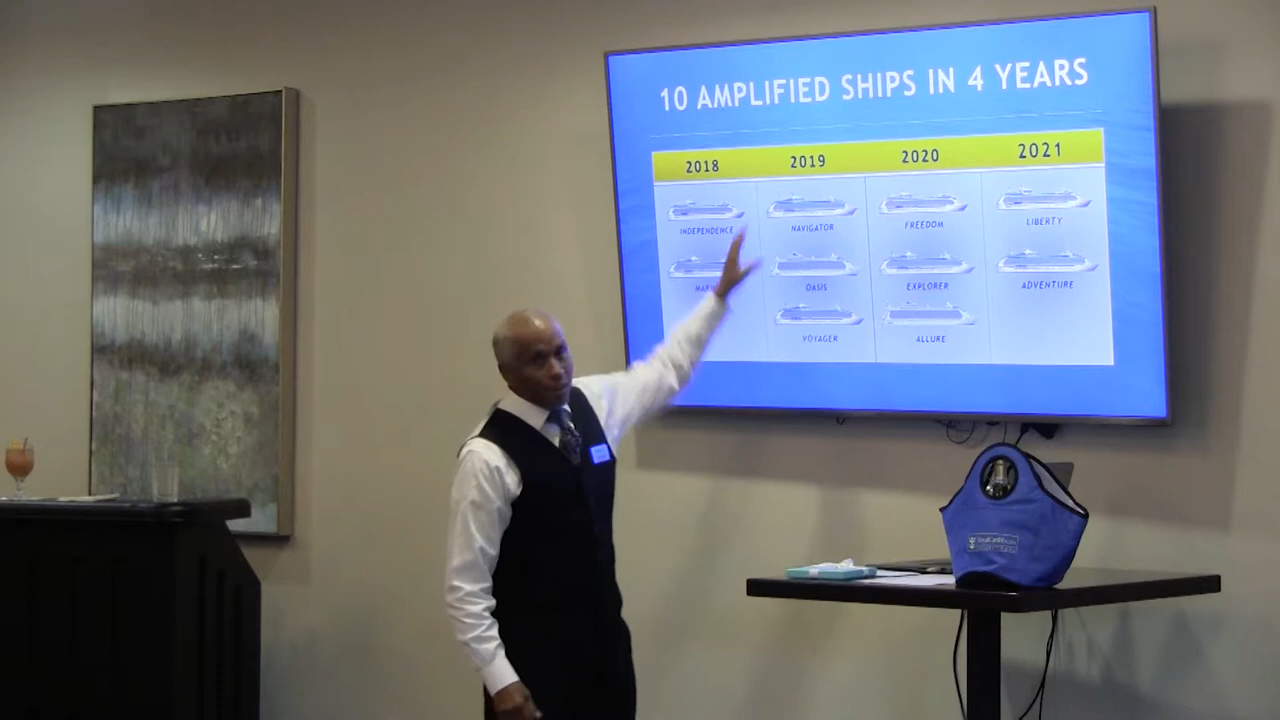 10 AMPLIFIED SHIPS IN 4 YEARS
2018 2019 2020 2021
INDEPENDENCE NAVIGATOR FREEDOM LIBERTY
OASIS EXPLORER ADVENTURE
VOYAGER ALLURE
RoyalCaribbean